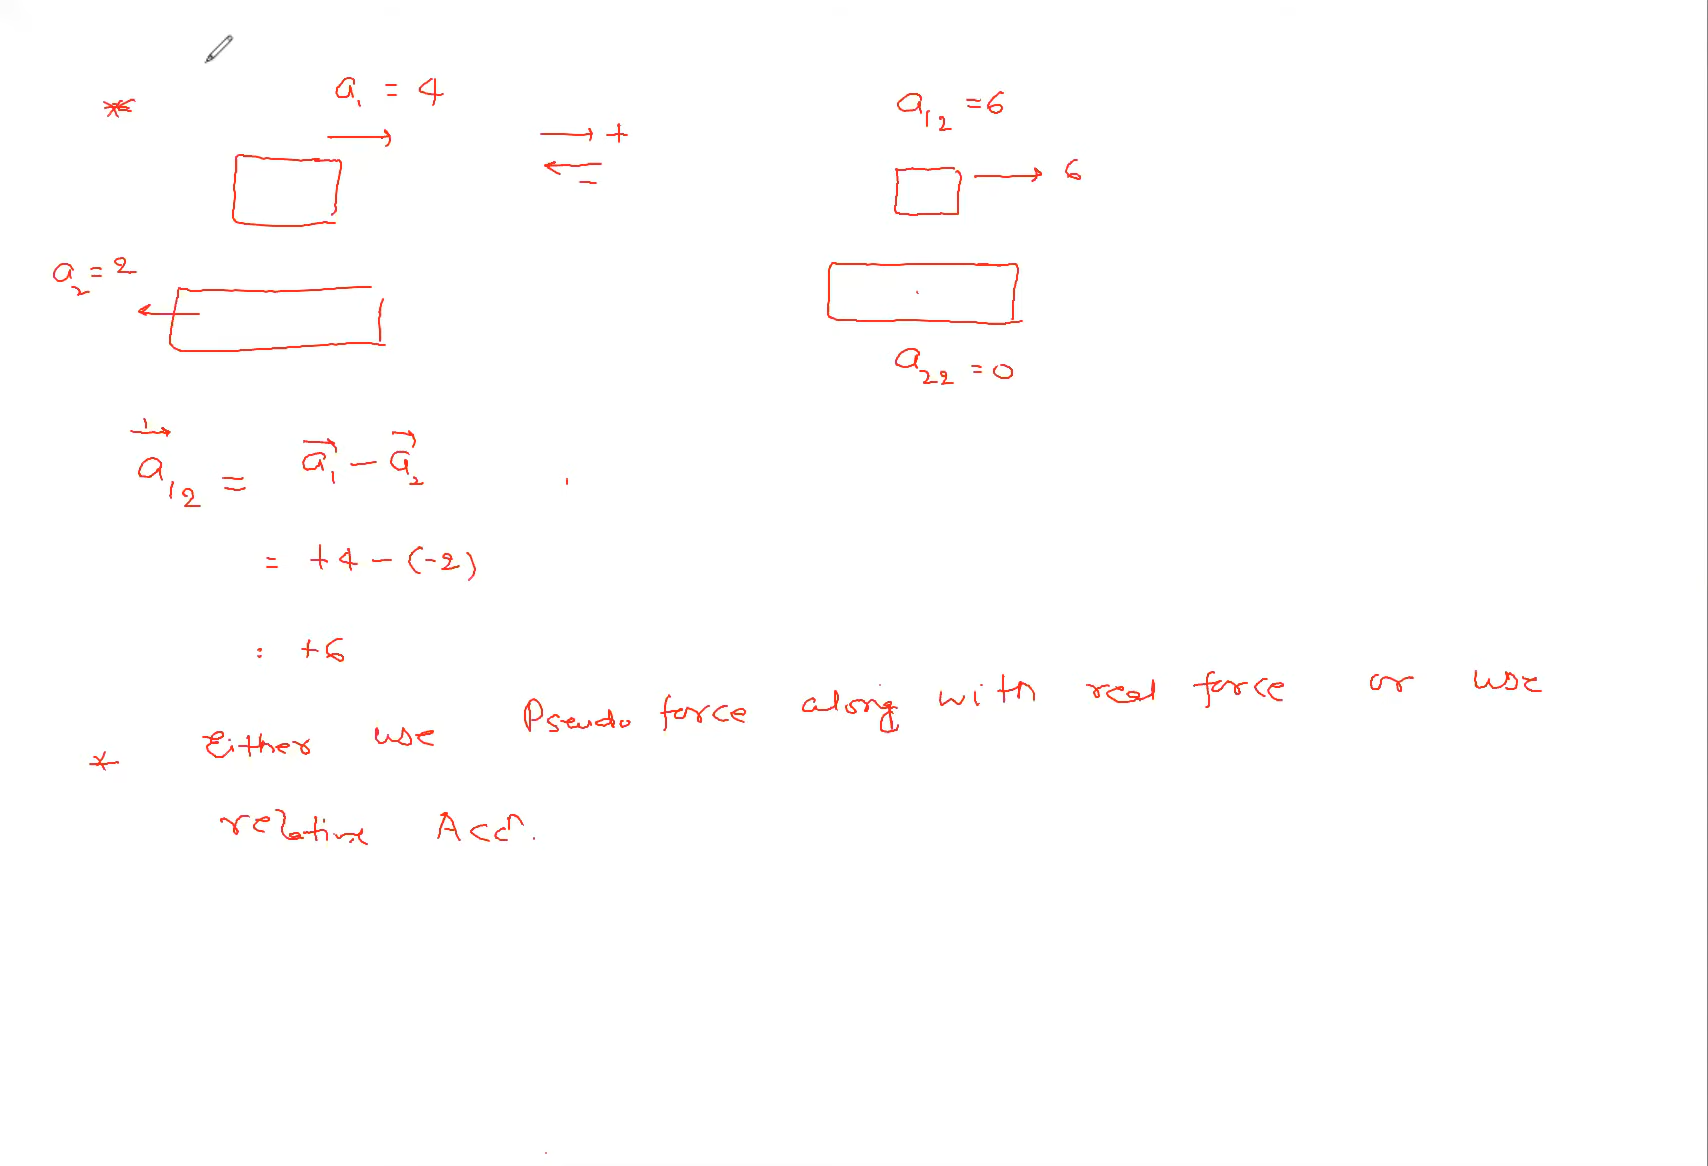 * a₁ = 4
→ +
← −
a₂ = 2
a₁₂ = 6
6
a₂₂ = 0
a⃗₁₂ = a⃗₁ − a⃗₂
= +4 − (−2)
: +6
* Either use Pseudo force along with real force or use
relative Accⁿ.